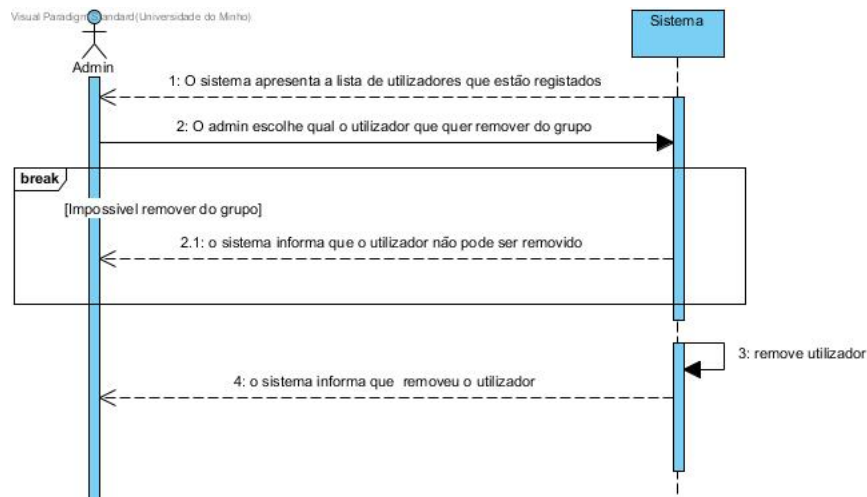 Visual Paradigm Standard(Universidade do Minho)
Sistema
Admin
1: O sistema apresenta a lista de utilizadores que estão registados
2: O admin escolhe qual o utilizador que quer remover do grupo
break
[Impossivel remover do grupo]
2.1: o sistema informa que o utilizador não pode ser removido
3: remove utilizador
4: o sistema informa que removeu o utilizador